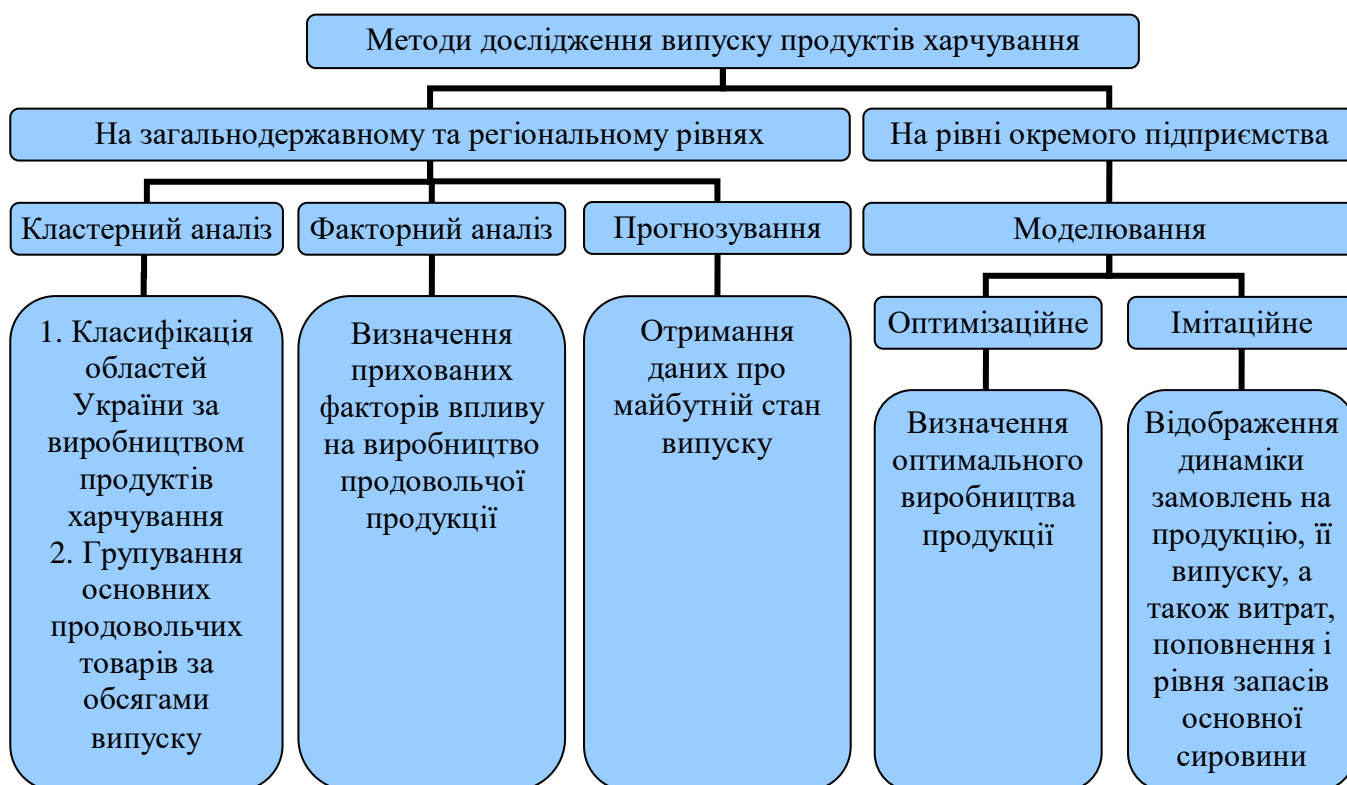 Методи дослідження випуску продуктів харчування
На загальнодержавному та регіональному рівнях
На рівні окремого підприємства
Кластерний аналіз
Факторний аналіз
Прогнозування
Моделювання
1. Класифікація
областей
України за
виробництвом
продуктів
харчування
2. Групування
основних
продовольчих
товарів за
обсягами
випуску
Визначення
прихованих
факторів впливу
на виробництво
продовольчої
продукції
Отримання
даних про
майбутній стан
випуску
Оптимізаційне
Імітаційне
Визначення
оптимального
виробництва
продукції
Відображення
динаміки
замовлень на
продукцію, її
випуску, а
також витрат,
поповнення і
рівня запасів
основної
сировини